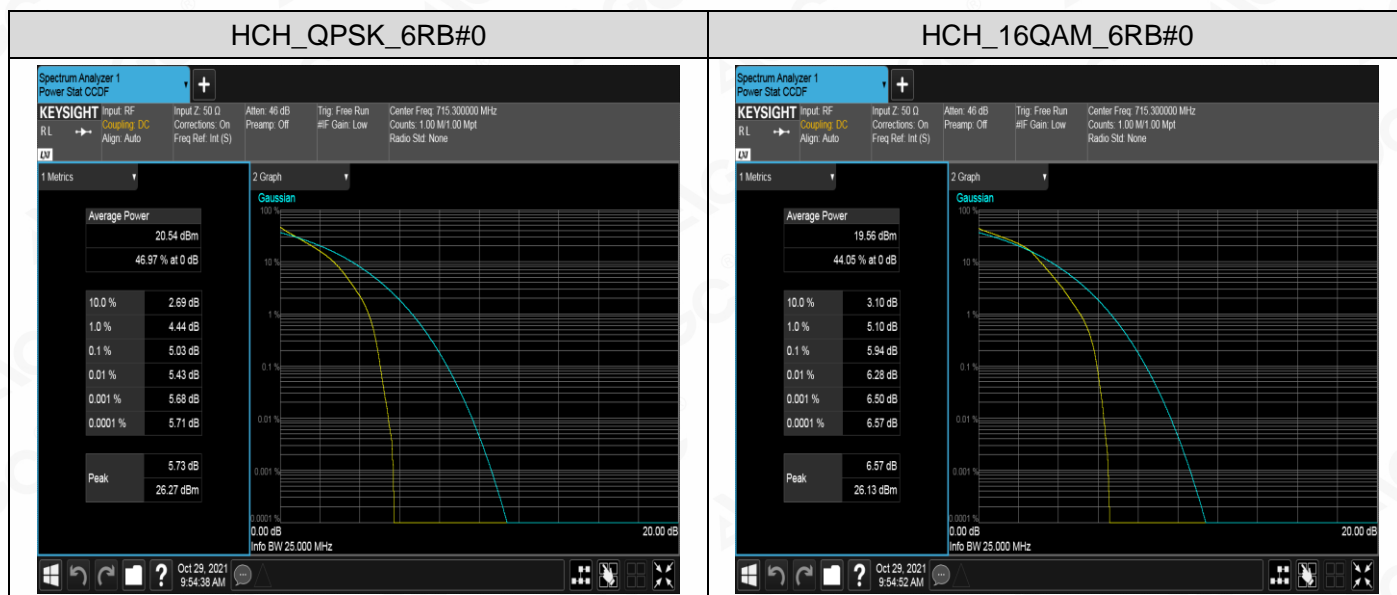 HCH_QPSK_6RB#0
Spectrum Analyzer 1
Power Stat CCDF
KEYSIGHT
RL
LXI
Input: RF
Coupling: DC
Align: Auto
Input Z: 50 Ω
Corrections: On
Freq Ref: Int (S)
Atten: 46 dB
Preamp: Off
Trig: Free Run
#IF Gain: Low
Center Freq: 715.300000 MHz
Counts: 1.00 M/1.00 Mpt
Radio Std: None
1 Metrics
Average Power
20.54 dBm
46.97 % at 0 dB
10.0 % 2.69 dB
1.0 % 4.44 dB
0.1 % 5.03 dB
0.01 % 5.43 dB
0.001 % 5.68 dB
0.0001 % 5.71 dB
Peak
5.73 dB
26.27 dBm
2 Graph
Gaussian
100 %
10 %
1 %
0.1 %
0.01 %
0.001 %
0.0001 %
0.00 dB 20.00 dB
Info BW 25.000 MHz
Oct 29, 2021
9:54:38 AM
HCH_16QAM_6RB#0
Spectrum Analyzer 1
Power Stat CCDF
KEYSIGHT
RL
LXI
Input: RF
Coupling: DC
Align: Auto
Input Z: 50 Ω
Corrections: On
Freq Ref: Int (S)
Atten: 46 dB
Preamp: Off
Trig: Free Run
#IF Gain: Low
Center Freq: 715.300000 MHz
Counts: 1.00 M/1.00 Mpt
Radio Std: None
1 Metrics
Average Power
19.56 dBm
44.05 % at 0 dB
10.0 % 3.10 dB
1.0 % 5.10 dB
0.1 % 5.94 dB
0.01 % 6.28 dB
0.001 % 6.50 dB
0.0001 % 6.57 dB
Peak
6.57 dB
26.13 dBm
2 Graph
Gaussian
100 %
10 %
1 %
0.1 %
0.01 %
0.001 %
0.0001 %
0.00 dB 20.00 dB
Info BW 25.000 MHz
Oct 29, 2021
9:54:52 AM